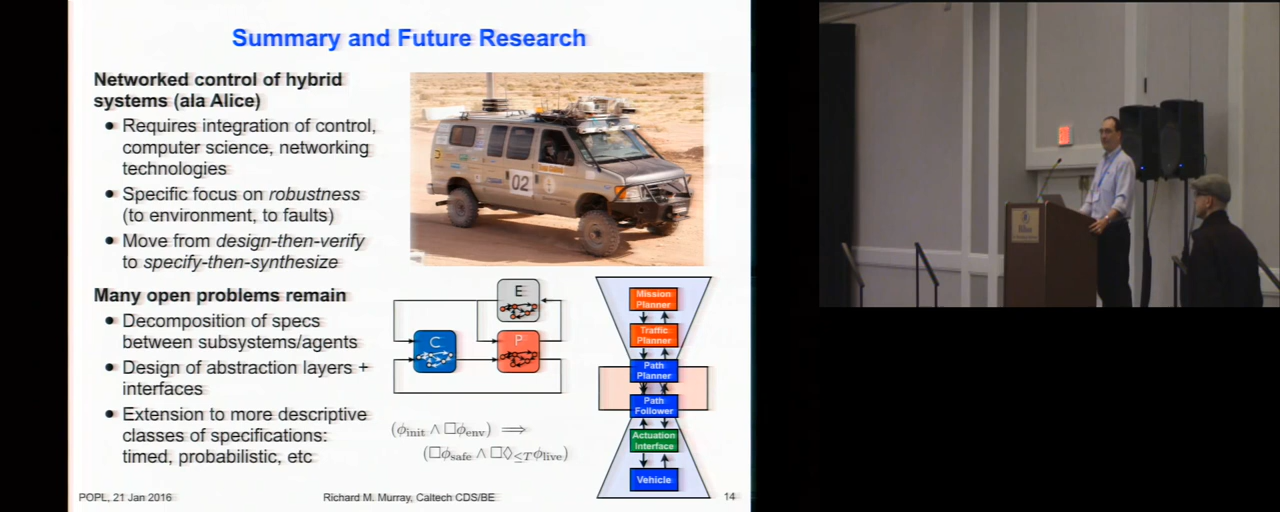 Summary and Future Research
Networked control of hybrid
systems (ala Alice)
• Requires integration of control,
computer science, networking
technologies
• Specific focus on robustness
(to environment, to faults)
• Move from design-then-verify
to specify-then-synthesize
Many open problems remain
• Decomposition of specs
between subsystems/agents
• Design of abstraction layers +
interfaces
• Extension to more descriptive
classes of specifications:
timed, probabilistic, etc
02
E
C
P
(ϕinit ∧ □ϕenv) ⟹
(□ϕsafe ∧ □◊≤Tϕlive)
Mission
Planner
Traffic
Planner
Path
Planner
Path
Follower
Actuation
Interface
Vehicle
POPL, 21 Jan 2016
Richard M. Murray, Caltech CDS/BE
14